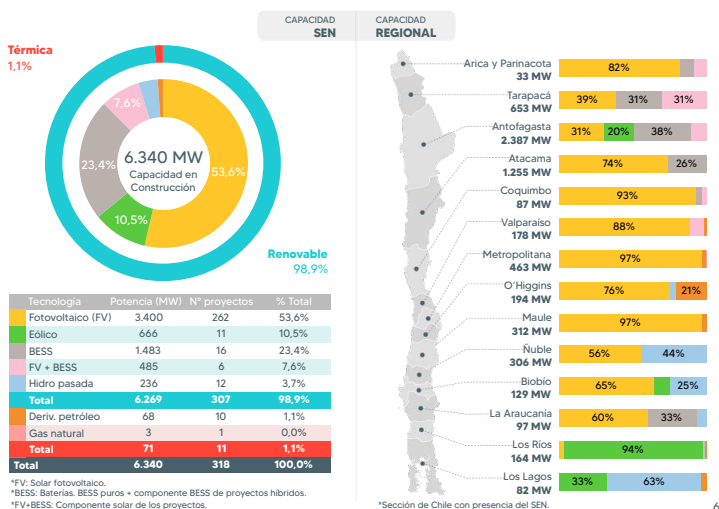 CAPACIDAD
SEN
CAPACIDAD
REGIONAL
Térmica
1,1%
7,6%
23,4%
53,6%
10,5%
6.340 MW
Capacidad en
Construcción
Renovable
98,9%
Tecnología Potencia (MW) N° proyectos % Total
Fotovoltaico (FV) 3.400 262 53,6%
Eólico 666 11 10,5%
BESS 1.483 16 23,4%
FV + BESS 485 6 7,6%
Hidro pasada 236 12 3,7%
Total 6.269 307 98,9%
Deriv. petróleo 68 10 1,1%
Gas natural 3 1 0,0%
Total 71 11 1,1%
Total 6.340 318 100,0%
*FV: Solar fotovoltaico.
*BESS: Baterías. BESS puros + componente BESS de proyectos híbridos.
*FV+BESS: Componente solar de los proyectos.
Arica y Parinacota
33 MW
82%
Tarapacá
653 MW
39% 31% 31%
Antofagasta
2.387 MW
31% 20% 38%
Atacama
1.255 MW
74% 26%
Coquimbo
87 MW
93%
Valparaíso
178 MW
88%
Metropolitana
463 MW
97%
O'Higgins
194 MW
76% 21%
Maule
312 MW
97%
Ñuble
306 MW
56% 44%
Biobío
129 MW
65% 25%
La Araucanía
97 MW
60% 33%
Los Ríos
164 MW
94%
Los Lagos
82 MW
33% 63%
*Sección de Chile con presencia del SEN.
6